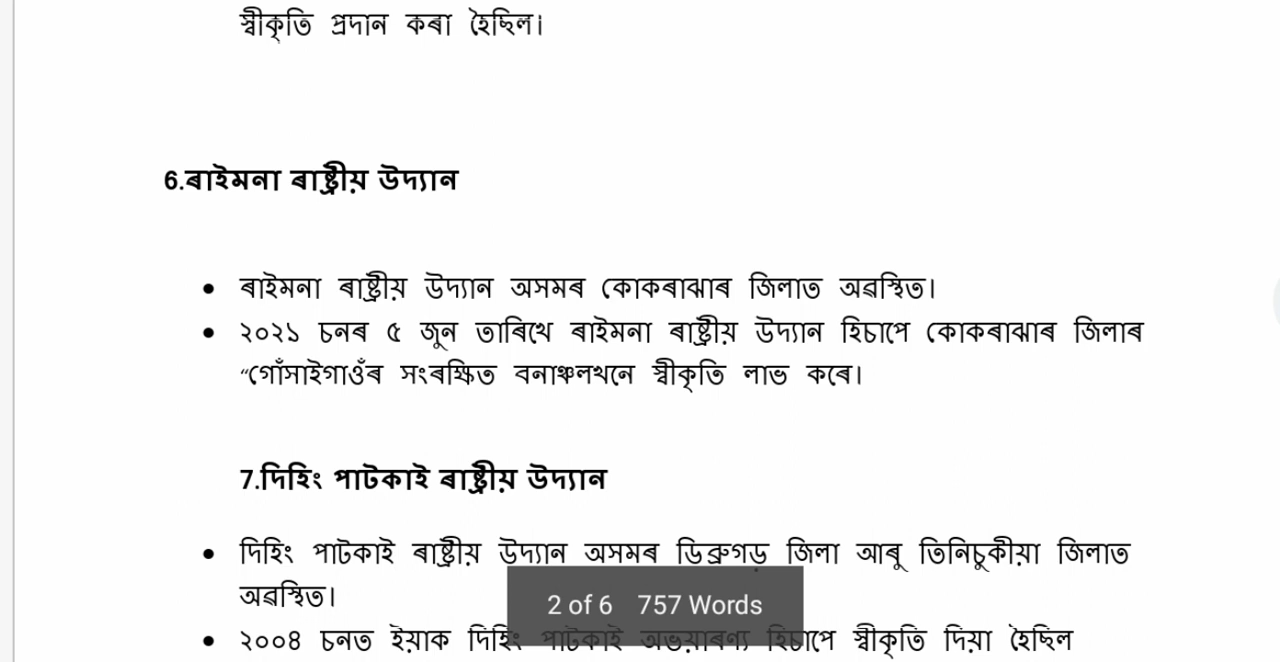 স্বীকৃতি প্ৰদান কৰা হৈছিল।
6.ৰাইমনা ৰাষ্ট্ৰীয় উদ্যান
• ৰাইমনা ৰাষ্ট্ৰীয় উদ্যান অসমৰ কোকৰাঝাৰ জিলাত অৱস্থিত।
• ২০২১ চনৰ ৫ জুন তাৰিখে ৰাইমনা ৰাষ্ট্ৰীয় উদ্যান হিচাপে কোকৰাঝাৰ জিলাৰ
“গোঁসাইগাওঁৰ সংৰক্ষিত বনাঞ্চলখনে স্বীকৃতি লাভ কৰে।
7.দিহিং পাটকাই ৰাষ্ট্ৰীয় উদ্যান
• দিহিং পাটকাই ৰাষ্ট্ৰীয় উদ্যান অসমৰ ডিব্ৰুগড় জিলা আৰু তিনিচুকীয়া জিলাত
অৱস্থিত।
2 of 6 757 Words
• ২০০৪ চনত ইয়াক দিহিং পাটকাই অভয়াৰণ্য হিচাপে স্বীকৃতি দিয়া হৈছিল